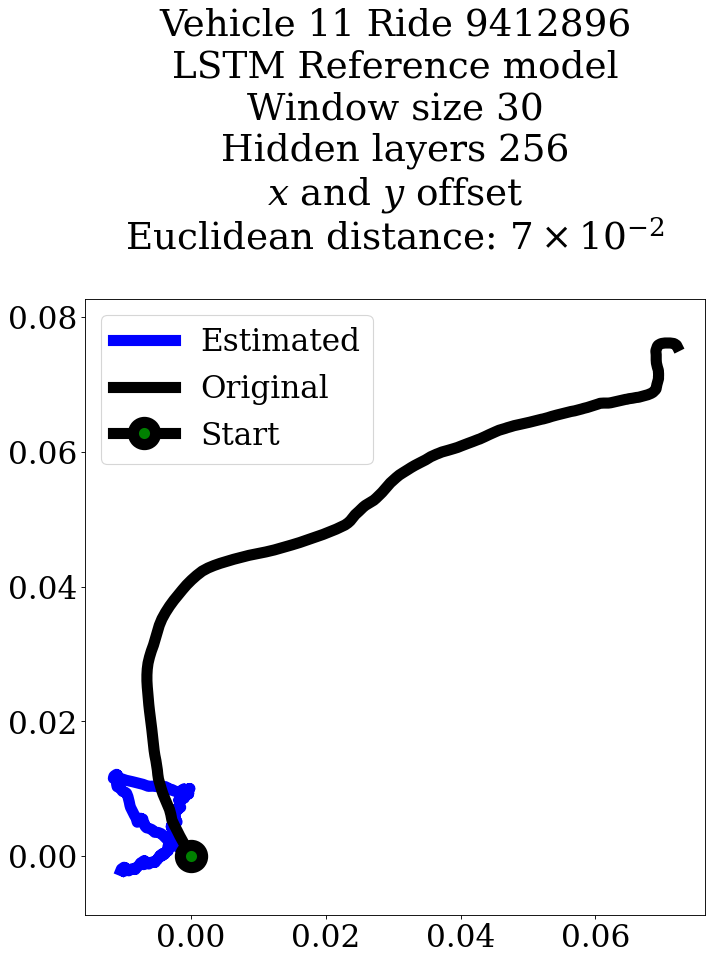 Vehicle 11 Ride 9412896
LSTM Reference model
Window size 30
Hidden layers 256
x and y offset
Euclidean distance: 7 × 10⁻²
Estimated
Original
Start
0.08
0.06
0.04
0.02
0.00
0.00 0.02 0.04 0.06